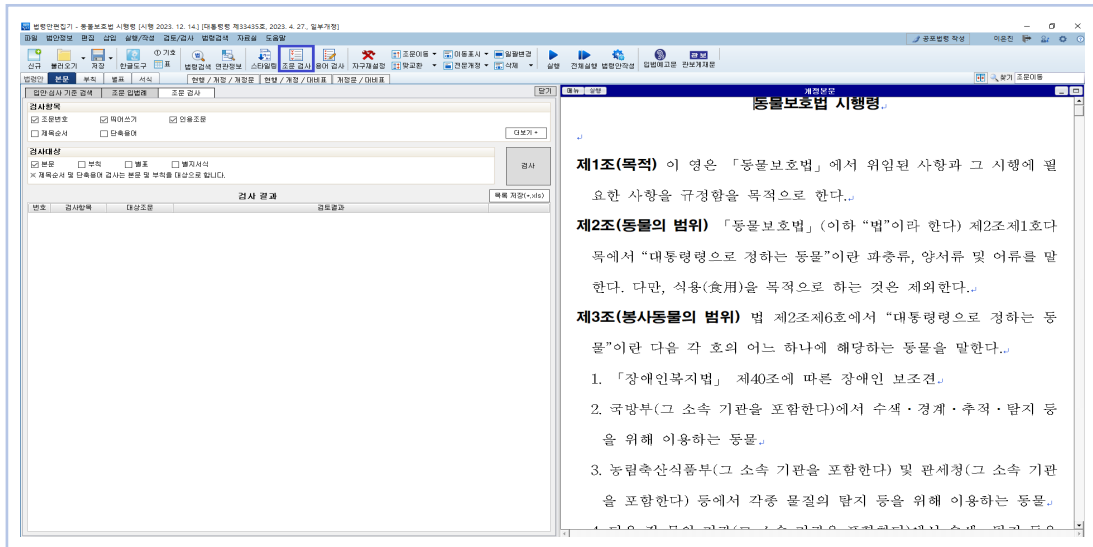 법령안편집기 - 동물보호법 시행령 [시행 2023. 12. 14.] [대통령령 제33435호, 2023. 4. 27., 일부개정]
파일 법안정보 편집 삽입 실행/작성 검토/검사 법령검색 자료실 도움말 공포법령 작성 이은진
신규 불러오기 저장 한글도구 ①기호 표 법령검색 연관정보 스타일링 조문 검사 용어 검사 자구재설정 조문이동 이동표시 일괄변경 맞교환 전문개정 삭제 실행 전체실행 법령안작성 입법예고문 관보게재문
법령안 본문 부칙 별표 서식 현행 / 개정 / 개정문 현행 / 개정 / 대비표 개정문 / 대비표 찾기 조문이동
입안심사 기준 검색 조문 입법례 조문 검사 닫기
검사항목
조문번호 띄어쓰기 인용조문
제목순서 단축용어 더보기
검사대상
본문 부칙 별표 별지서식 검사
※ 제목순서 및 단축용어 검사는 본문 및 부칙을 대상으로 합니다.
검사 결과 목록 저장(*.xls)
번호 검사항목 대상조문 검토결과
메뉴 실행 개정본문
동물보호법 시행령
제1조(목적) 이 영은 「동물보호법」에서 위임된 사항과 그 시행에 필
요한 사항을 규정함을 목적으로 한다.
제2조(동물의 범위) 「동물보호법」(이하 “법”이라 한다) 제2조제1호다
목에서 “대통령령으로 정하는 동물”이란 파충류, 양서류 및 어류를 말
한다. 다만, 식용(食用)을 목적으로 하는 것은 제외한다.
제3조(봉사동물의 범위) 법 제2조제6호에서 “대통령령으로 정하는 동
물”이란 다음 각 호의 어느 하나에 해당하는 동물을 말한다.
1. 「장애인복지법」 제40조에 따른 장애인 보조견
2. 국방부(그 소속 기관을 포함한다)에서 수색・경계・추적・탐지 등
을 위해 이용하는 동물
3. 농림축산식품부(그 소속 기관을 포함한다) 및 관세청(그 소속 기관
을 포함한다) 등에서 각종 물질의 탐지 등을 위해 이용하는 동물